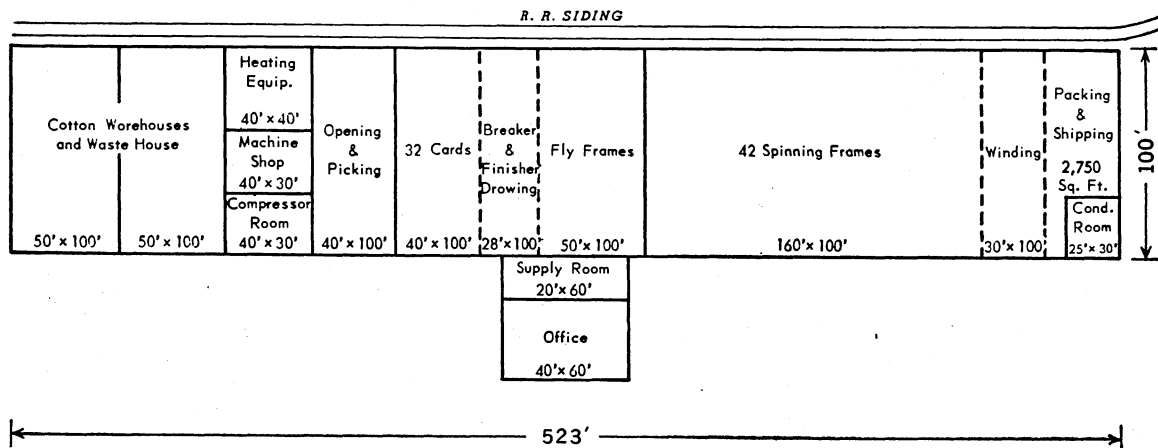 R. R. SIDING
Cotton Worehouses
and Waste House
50'× 100'
50'× 100'
Heating
Equip.
40'× 40'
Machine
Shop
40'× 30'
Compressor
Room
40'× 30'
Opening
&
Picking
40'× 100'
32 Cards
40'× 100'
Breaker
&
Finisher
Drowing
28'× 100'
Fly Frames
50'× 100'
42 Spinning Frames
160'× 100'
Winding
30'× 100
Packing
&
Shipping
2,750
Sq. Ft.
Cond.
Room
25'× 30'
100'
Supply Room
20'× 60'
Office
40'× 60'
523'